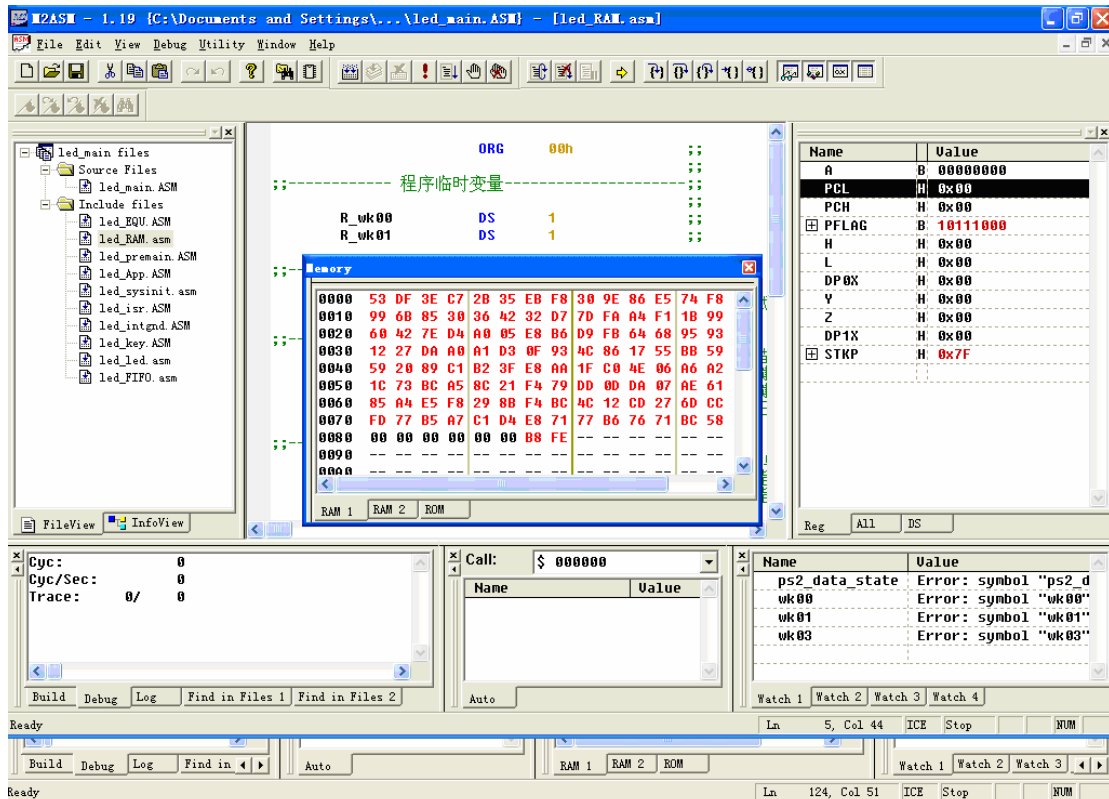 M2ASM - 1.19 {C:\Documents and Settings\...\led_main.ASM} - [led_RAM.asm]
File Edit View Debug Utility Window Help
led_main files
Source Files
led_main.ASM
Include files
led_EQU.ASM
led_RAM.asm
led_premain.ASM
led_App.ASM
led_sysinit.asm
led_isr.ASM
led_intgnd.ASM
led_key.ASM
led_led.asm
led_FIFO.asm
FileView InfoView
ORG 00h ;;
;;
;;------------ 程序临时变量--------------------;;
;;
R_wk00 DS 1 ;;
R_wk01 DS 1 ;;
Memory
0000 53 DF 3E C7 2B 35 EB F8 30 9E 86 E5 74 F8
0010 99 6B 85 30 36 42 32 D7 7D FA A4 F1 1B 99
0020 60 42 7E D4 A0 05 E8 B6 D9 FB 64 68 95 93
0030 12 27 DA A0 A1 D3 0F 93 4C 86 17 55 BB 59
0040 59 20 89 C1 B2 3F E8 AA 1F C0 4E 06 A6 A2
0050 1C 73 BC A5 8C 21 F4 79 DD 0D DA 07 AE 61
0060 85 A4 E5 F8 29 8B F4 BC 4C 12 CD 27 6D CC
0070 FD 77 B5 A7 C1 D4 E8 71 77 B6 76 71 BC 58
0080 00 00 00 00 00 00 B8 FE -- -- -- -- -- --
0090 -- -- -- -- -- -- -- -- -- -- -- -- -- --
00A0 -- -- -- -- -- -- -- -- -- -- -- -- -- --
RAM 1 RAM 2 ROM
Name Value
A B 00000000
PCL H 0x00
PCH H 0x00
PFLAG B 10111000
H H 0x00
L H 0x00
DP0X H 0x00
Y H 0x00
Z H 0x00
DP1X H 0x00
STKP H 0x7F
Reg All DS
Cyc: 0
Cyc/Sec: 0
Trace: 0/ 0
Build Debug Log Find in Files 1 Find in Files 2
Call: $ 000000
Name Value
Auto
Name Value
ps2_data_state Error: symbol "ps2_d
wk00 Error: symbol "wk00"
wk01 Error: symbol "wk01"
wk03 Error: symbol "wk03"
Watch 1 Watch 2 Watch 3 Watch 4
Ready Ln 5, Col 44 ICE Stop NUM
Build Debug Log Find in Auto RAM 1 RAM 2 ROM Watch 1 Watch 2 Watch 3
Ready Ln 124, Col 51 ICE Stop NUM